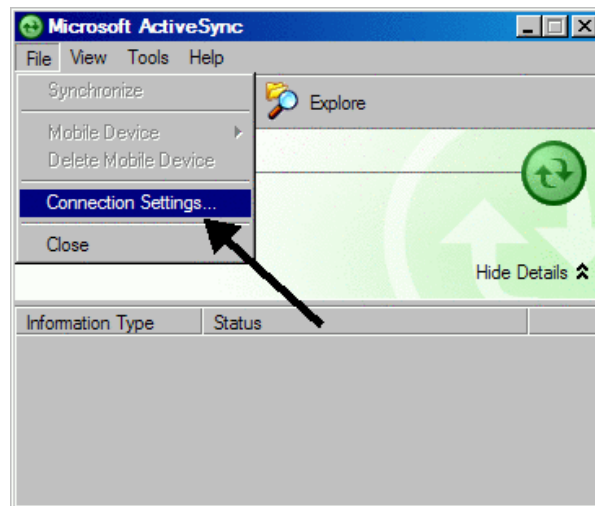 Microsoft ActiveSync
File View Tools Help
Synchronize
Explore
Mobile Device
Delete Mobile Device
Connection Settings...
Close
Hide Details
Information Type Status